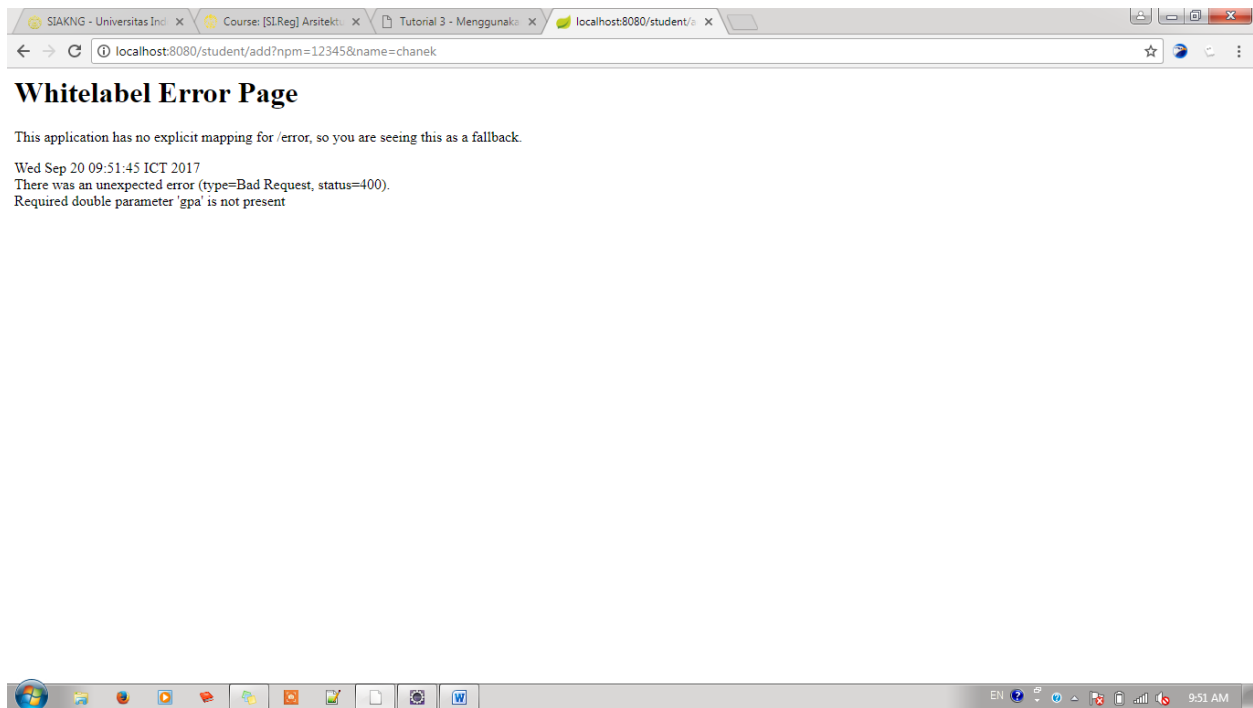 SIAKNG - Universitas Ind
Course: [SI.Reg] Arsitektu
Tutorial 3 - Menggunaka
localhost:8080/student/a
localhost:8080/student/add?npm=12345&name=chanek
Whitelabel Error Page
This application has no explicit mapping for /error, so you are seeing this as a fallback.
Wed Sep 20 09:51:45 ICT 2017
There was an unexpected error (type=Bad Request, status=400).
Required double parameter 'gpa' is not present
EN
9:51 AM